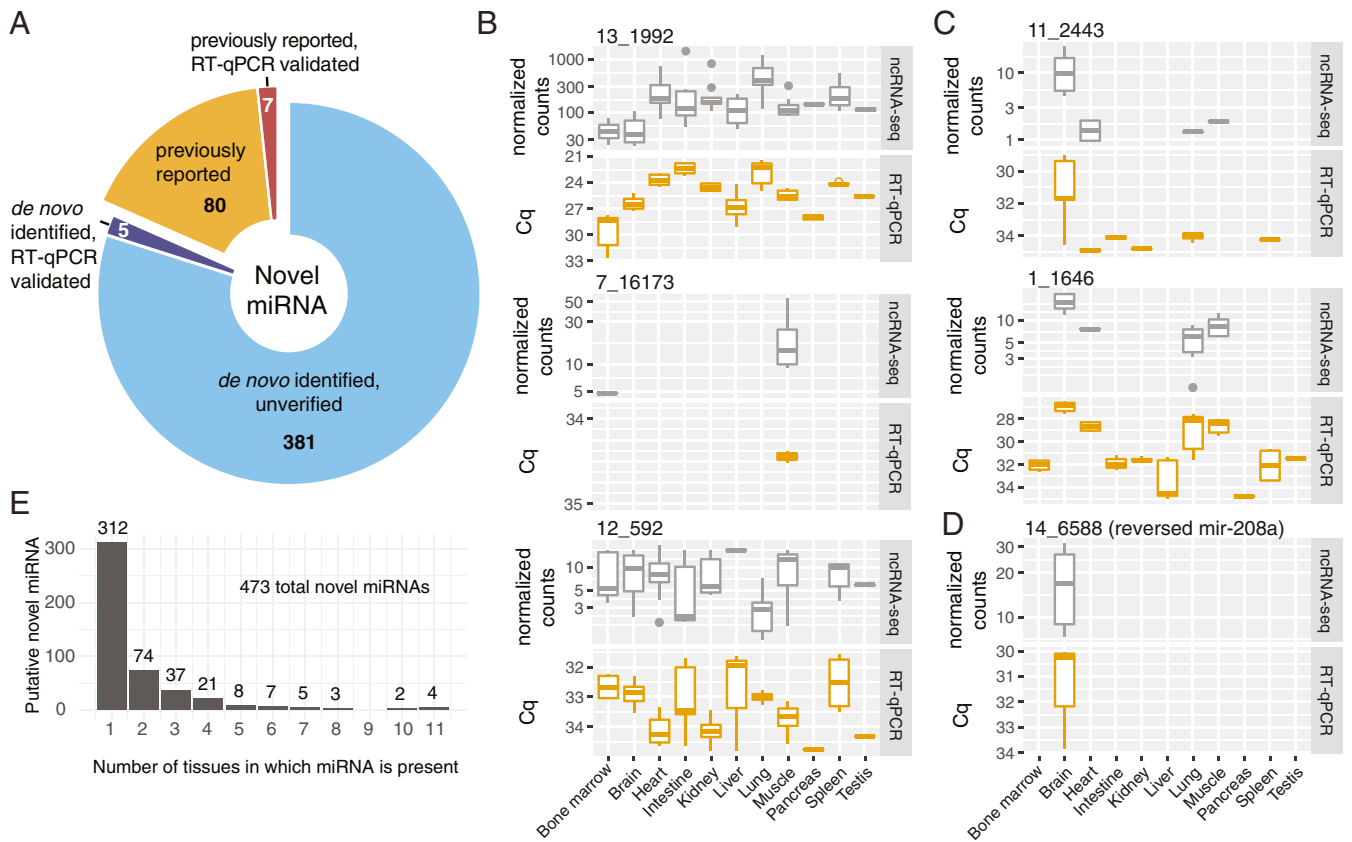 A
previously reported,
RT-qPCR validated
7
previously
reported
80
de novo
identified,
RT-qPCR
validated
5
Novel
miRNA
de novo identified,
unverified
381
B
13_1992
normalized
counts
1000
300
100
30
ncRNA-seq
Cq
21
24
27
30
33
RT-qPCR
7_16173
normalized
counts
50
30
10
5
ncRNA-seq
Cq
34
35
RT-qPCR
12_592
normalized
counts
10
5
3
ncRNA-seq
Cq
32
33
34
RT-qPCR
Bone marrow
Brain
Heart
Intestine
Kidney
Liver
Lung
Muscle
Pancreas
Spleen
Testis
C
11_2443
normalized
counts
10
3
1
ncRNA-seq
Cq
30
32
34
RT-qPCR
1_1646
normalized
counts
10
5
3
ncRNA-seq
Cq
28
30
32
34
RT-qPCR
D
14_6588 (reversed mir-208a)
normalized
counts
30
20
10
ncRNA-seq
Cq
30
31
32
33
34
RT-qPCR
Bone marrow
Brain
Heart
Intestine
Kidney
Liver
Lung
Muscle
Pancreas
Spleen
Testis
E
Putative novel miRNA
300
200
100
0
312
74
37
21
8
7
5
3
2
4
473 total novel miRNAs
1 2 3 4 5 6 7 8 9 10 11
Number of tissues in which miRNA is present